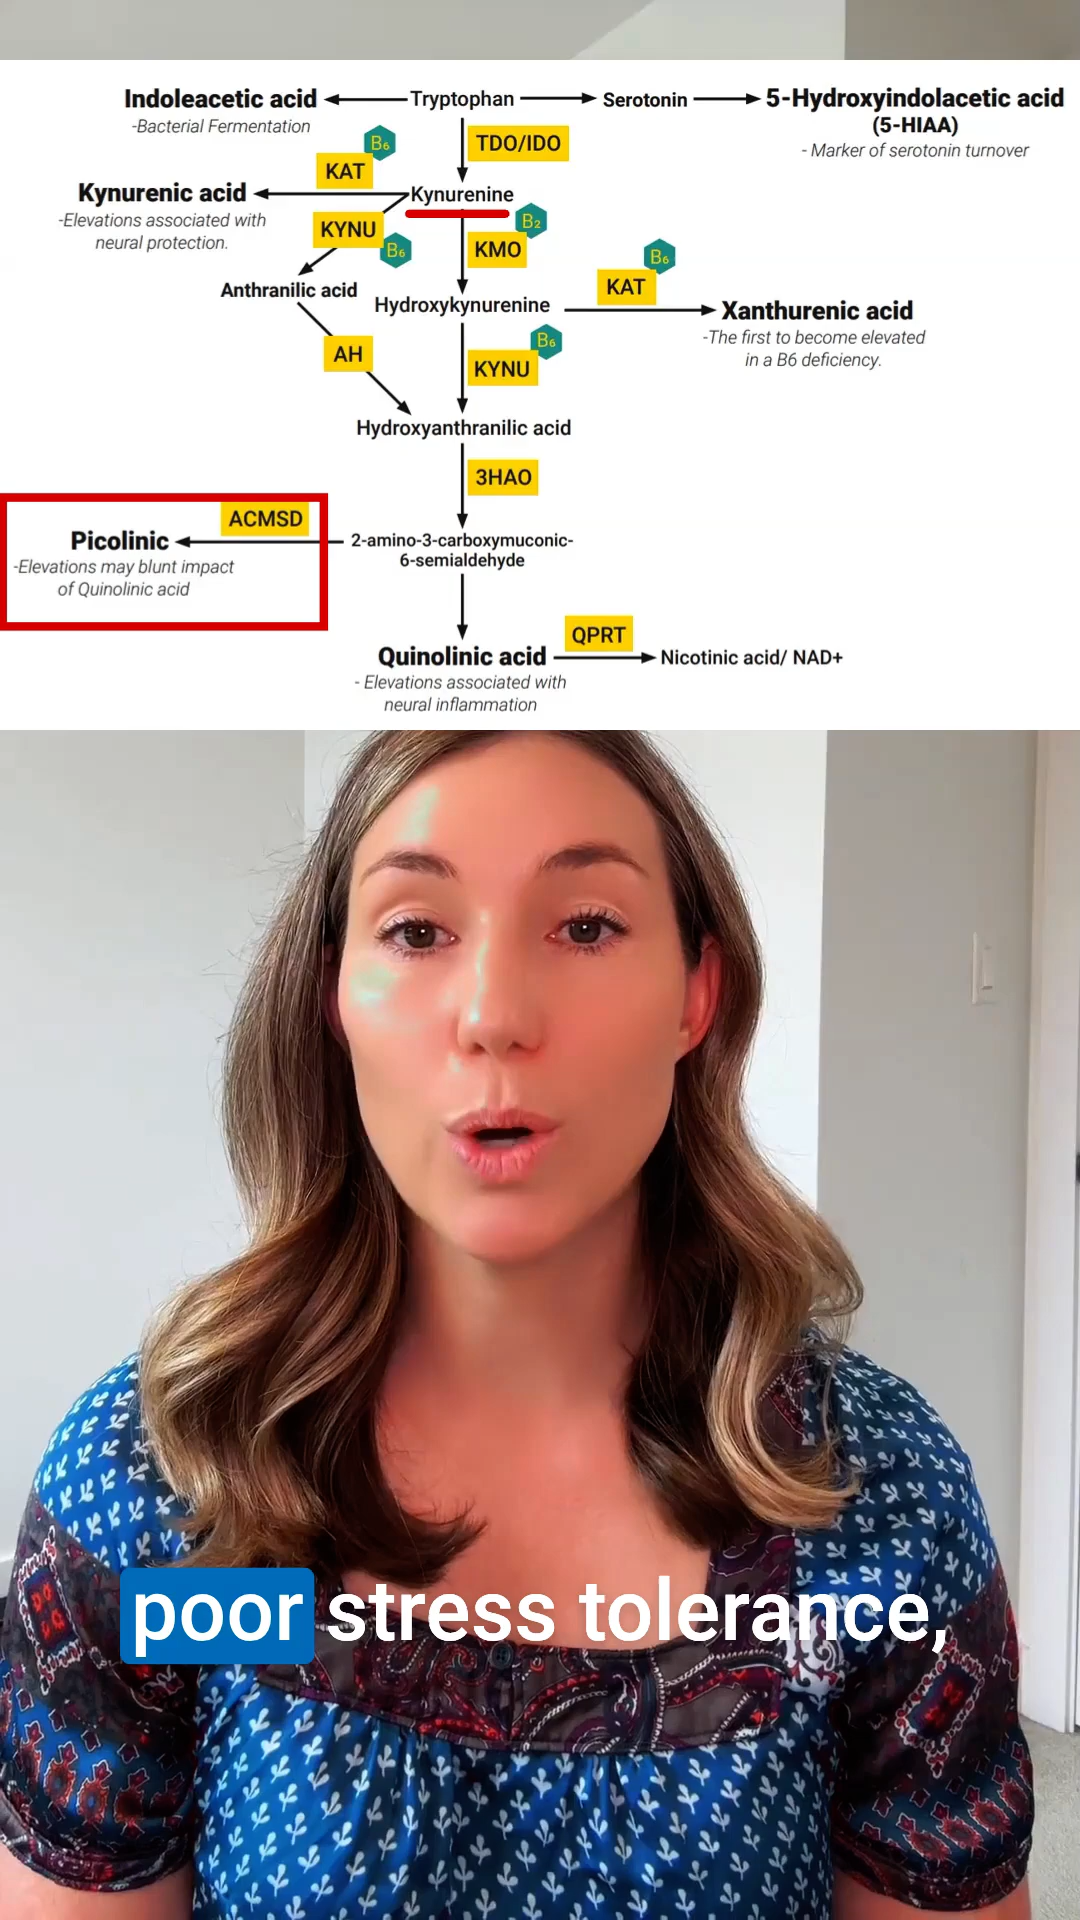 Indoleacetic acid
Tryptophan
Serotonin
5-Hydroxyindolacetic acid
(5-HIAA)
-Bacterial Fermentation
- Marker of serotonin turnover
TDO/IDO
B₆
KAT
Kynurenic acid
Kynurenine
-Elevations associated with
neural protection.
KYNU
B₆
B₂
KMO
B₆
KAT
Anthranilic acid
Hydroxykynurenine
Xanthurenic acid
-The first to become elevated
in a B6 deficiency.
AH
B₆
KYNU
Hydroxyanthranilic acid
3HAO
ACMSD
Picolinic
2-amino-3-carboxymuconic-
6-semialdehyde
-Elevations may blunt impact
of Quinolinic acid
QPRT
Quinolinic acid
Nicotinic acid/ NAD+
- Elevations associated with
neural inflammation
poor stress tolerance,